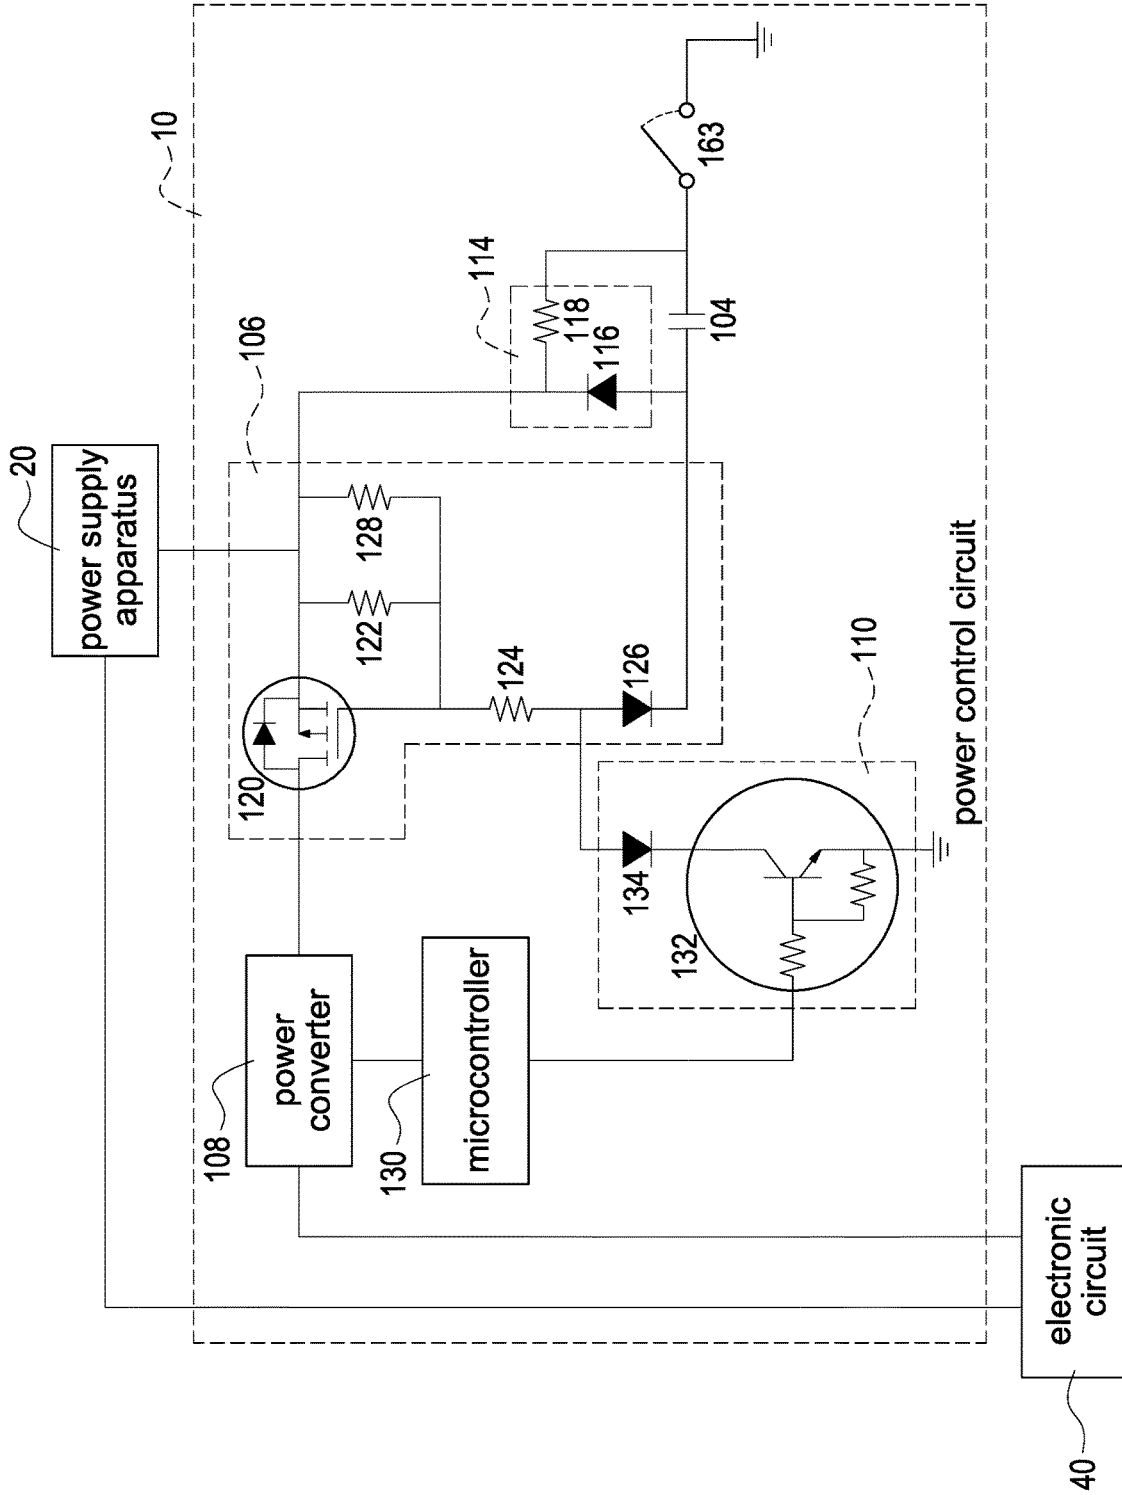 10
20
power supply
apparatus
106
114
118
116
104
163
128
122
120
124
126
110
134
132
108
power
converter
130
microcontroller
power control circuit
40
electronic
circuit